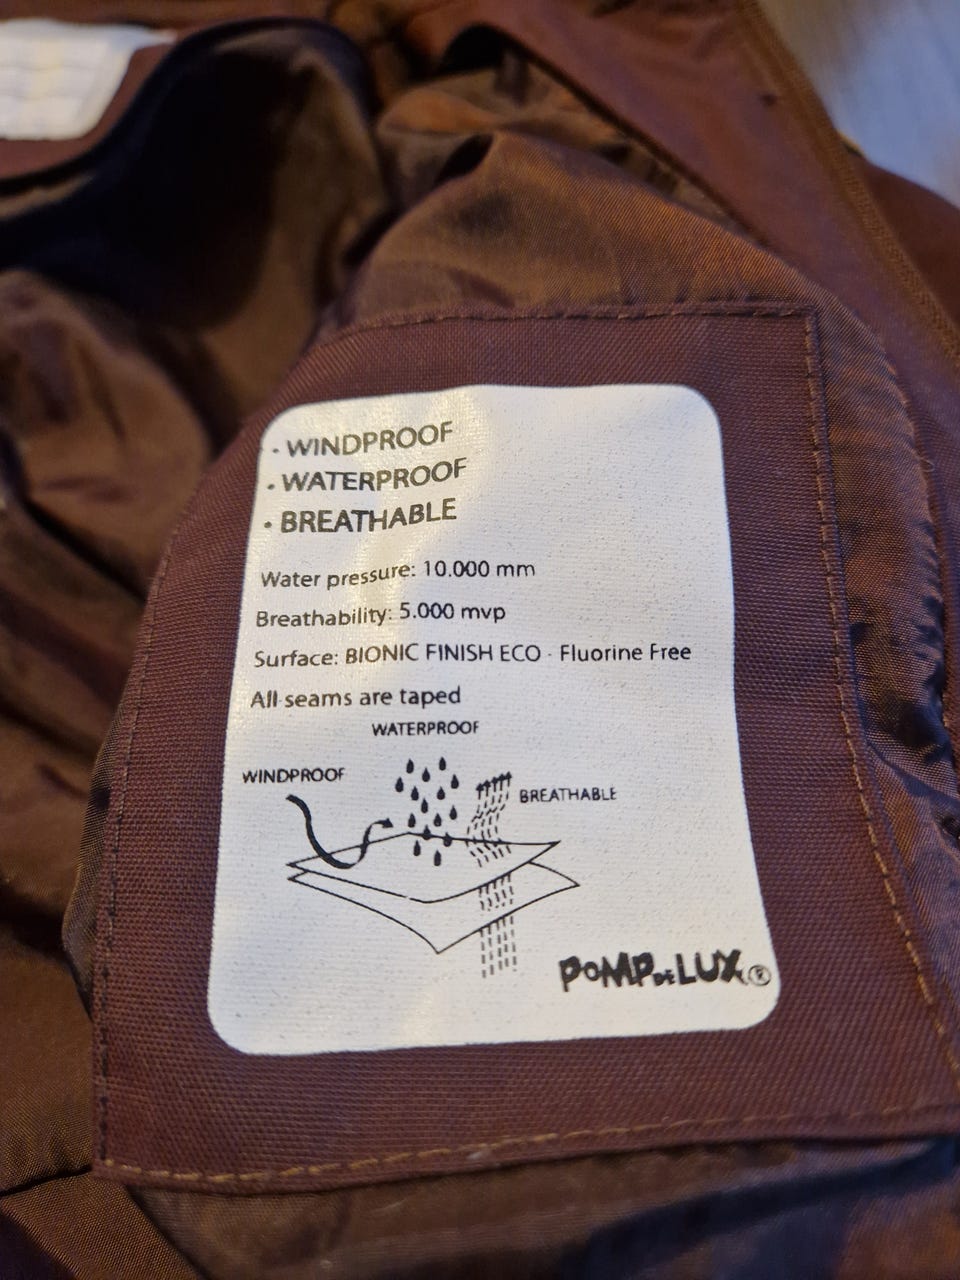 · WINDPROOF
· WATERPROOF
· BREATHABLE
Water pressure: 10.000 mm
Breathability: 5.000 mvp
Surface: BIONIC FINISH ECO - Fluorine Free
All seams are taped
WATERPROOF
WINDPROOF
BREATHABLE
POMPDELUX®